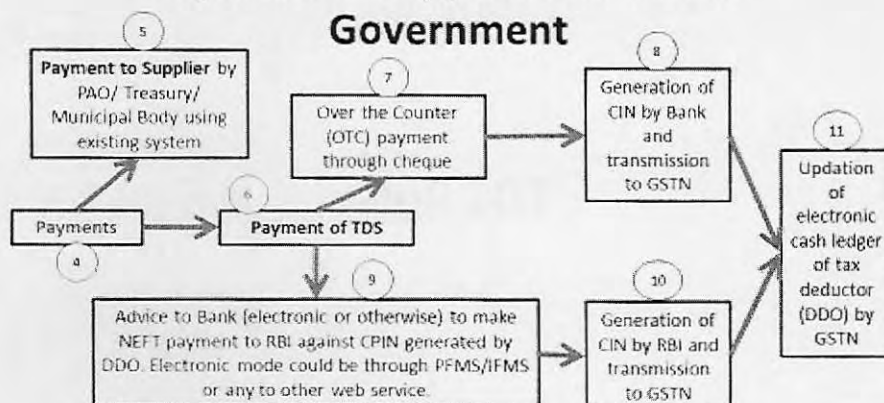 Government
5
Payment to Supplier by
PAO/ Treasury/
Municipal Body using
existing system
7
Over the Counter
(OTC) payment
through cheque
8
Generation of
CIN by Bank
and
transmission
to GSTN
11
Updation
of
electronic
cash ledger
of tax
deductor
(DDO) by
GSTN
Payments
4
6
Payment of TDS
9
Advice to Bank (electronic or otherwise) to make
NEFT payment to RBI against CPIN generated by
DDO. Electronic mode could be through PFMS/IFMS
or any to other web service.
10
Generation of
CIN by RBI and
transmission
to GSTN